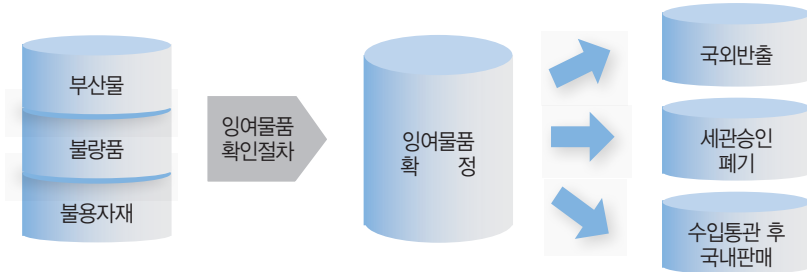 부산물
불량품
불용자재
잉여물품
확인절차
잉여물품
확 정
국외반출
세관승인
폐기
수입통관 후
국내판매